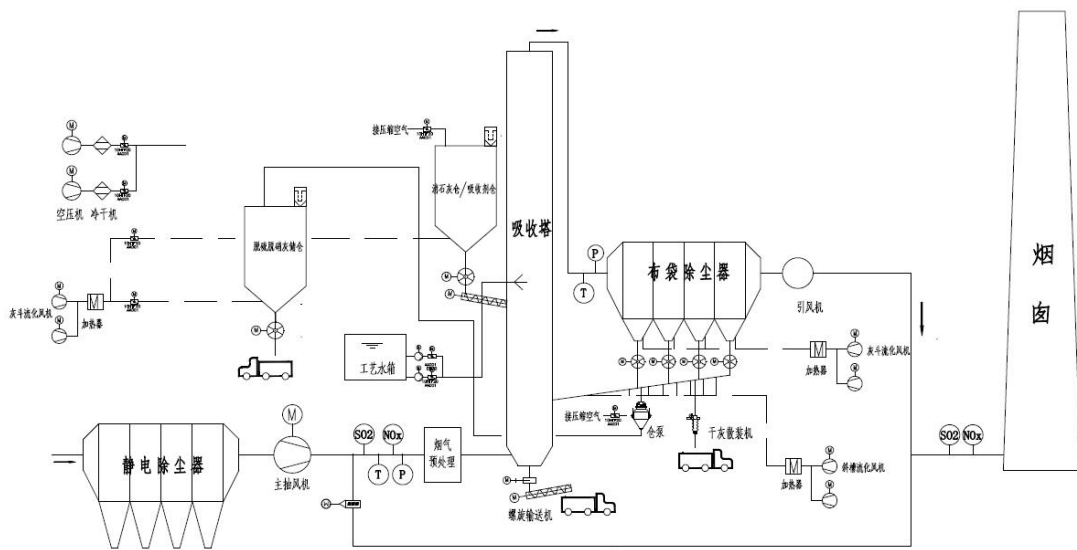 接压缩空气
消石灰仓/吸收剂仓
M
M
空压机 冷干机
脱硫脱硝灰储仓
吸收塔
烟囱
P
T
布袋除尘器
引风机
灰斗流化风机
加热器
工艺水箱
M
灰斗流化风机
加热器
接压缩空气
仓泵
干灰散装机
静电除尘器
M
主抽风机
SO2
NOx
T
P
烟气
预处理
M
加热器
斜槽流化风机
SO2
NOx
螺旋输送机